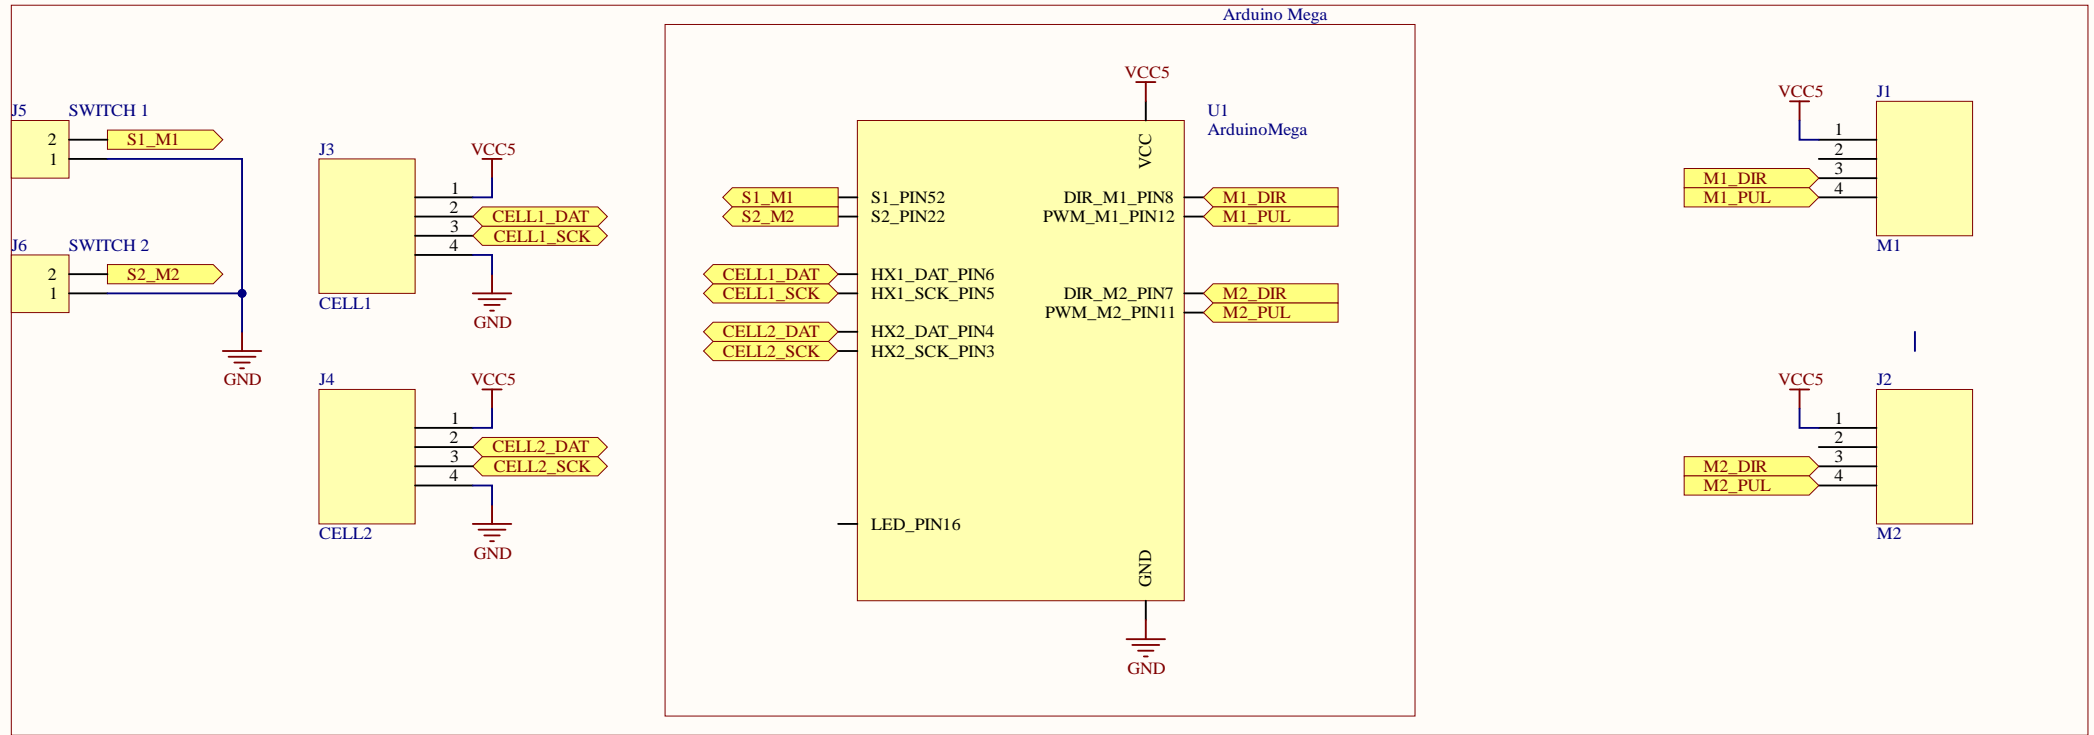 Arduino Mega
J5 SWITCH 1
2 S1_M1
1
J6 SWITCH 2
2 S2_M2
1
GND
J3
VCC5
1
2 CELL1_DAT
3 CELL1_SCK
4
CELL1
GND
J4
VCC5
1
2 CELL2_DAT
3 CELL2_SCK
4
CELL2
GND
VCC5
U1
ArduinoMega
VCC
S1_M1 S1_PIN52 DIR_M1_PIN8 M1_DIR
S2_M2 S2_PIN22 PWM_M1_PIN12 M1_PUL
CELL1_DAT HX1_DAT_PIN6
CELL1_SCK HX1_SCK_PIN5 DIR_M2_PIN7 M2_DIR
PWM_M2_PIN11 M2_PUL
CELL2_DAT HX2_DAT_PIN4
CELL2_SCK HX2_SCK_PIN3
LED_PIN16
GND
GND
VCC5 J1
1
2
M1_DIR 3
M1_PUL 4
M1
VCC5 J2
1
2
M2_DIR 3
M2_PUL 4
M2